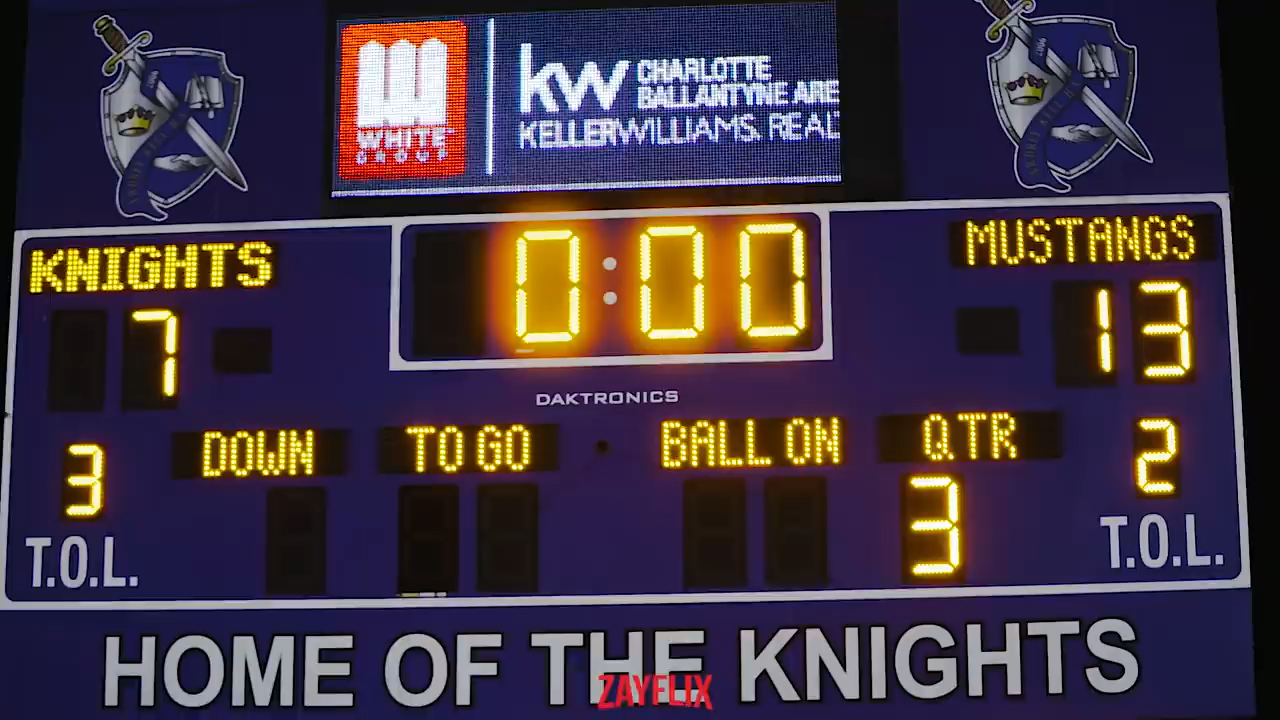 WHITE
GROUP
kw CHARLOTTE
BALLANTYNE ARE
KELLERWILLIAMS. REAL
KNIGHTS
0:00
MUSTANGS
7
13
DAKTRONICS
DOWN
TO GO
BALL ON
QTR
3
3
2
T.O.L.
T.O.L.
HOME OF THE KNIGHTS
ZAYFLIX